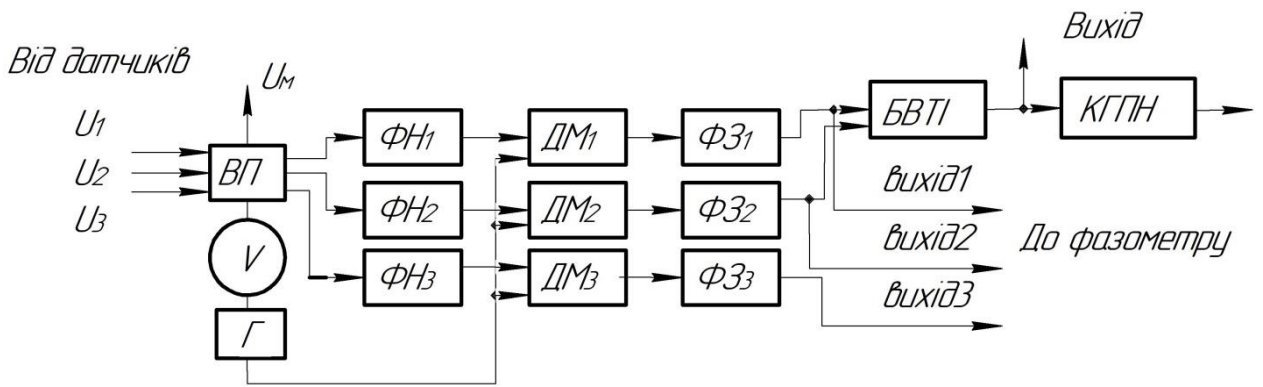 Від датчиків
U1
U2
U3
Uм
ВП
V
Г
ФН1
ФН2
ФН3
ДМ1
ДМ2
ДМ3
ФЗ1
ФЗ2
ФЗ3
БВТІ
Вихід
КГПН
вихід1
вихід2
вихід3
До фазометру